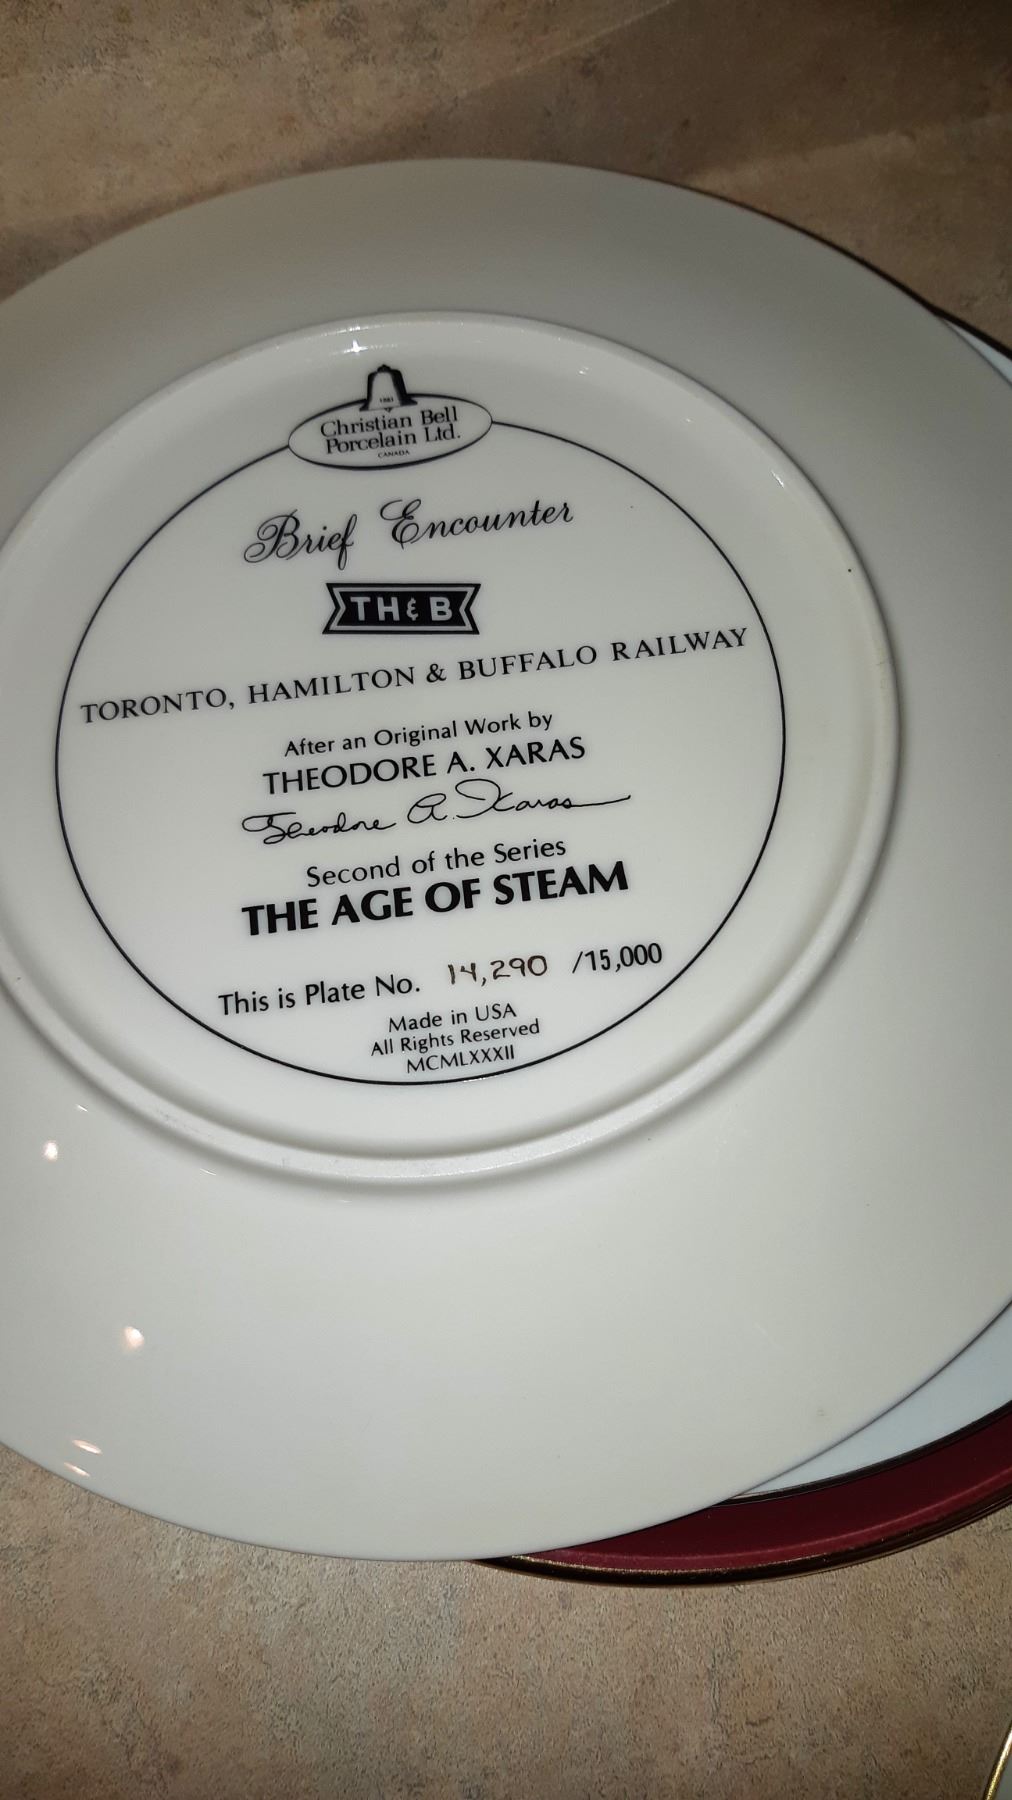 1981
Christian Bell
Porcelain Ltd.
CANADA
Brief Encounter
TH&B
TORONTO, HAMILTON & BUFFALO RAILWAY
After an Original Work by
THEODORE A. XARAS
Theodore A. Xaras
Second of the Series
THE AGE OF STEAM
This is Plate No. 14,290 /15,000
Made in USA
All Rights Reserved
MCMLXXXII